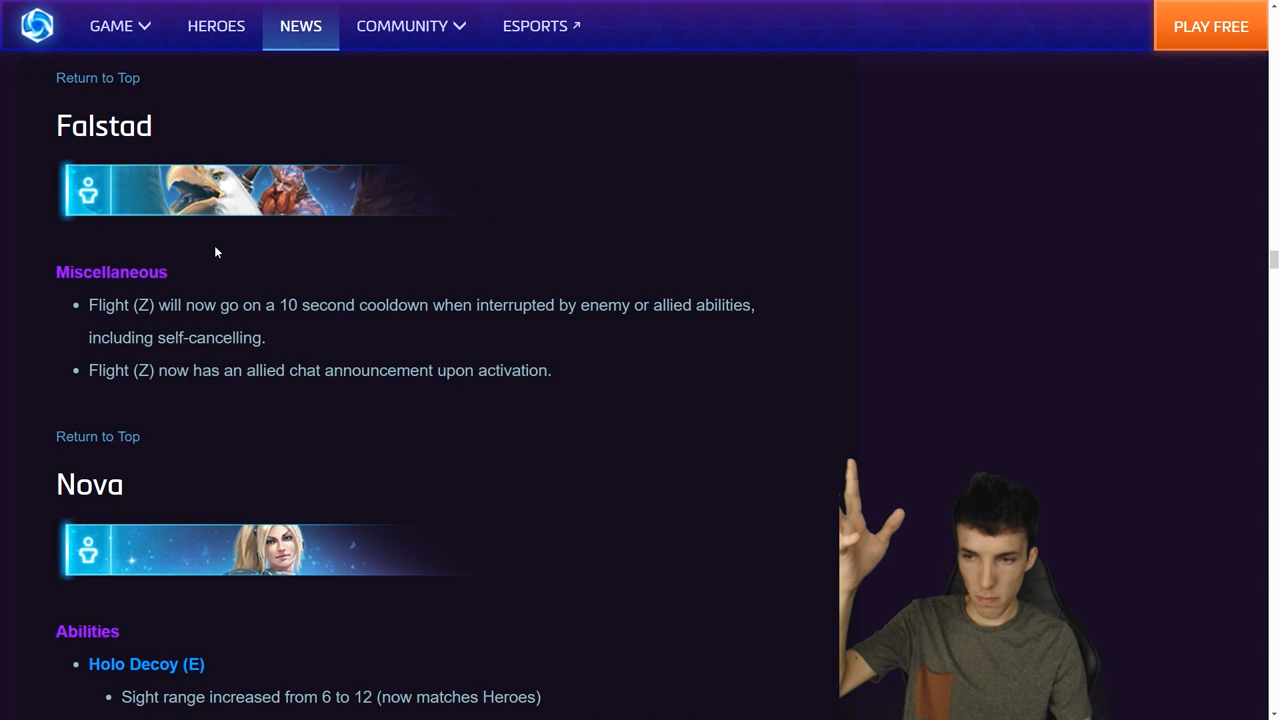 GAME HEROES NEWS COMMUNITY ESPORTS PLAY FREE
Return to Top
Falstad
Miscellaneous
Flight (Z) will now go on a 10 second cooldown when interrupted by enemy or allied abilities,
including self-cancelling.
Flight (Z) now has an allied chat announcement upon activation.
Return to Top
Nova
Abilities
Holo Decoy (E)
Sight range increased from 6 to 12 (now matches Heroes)